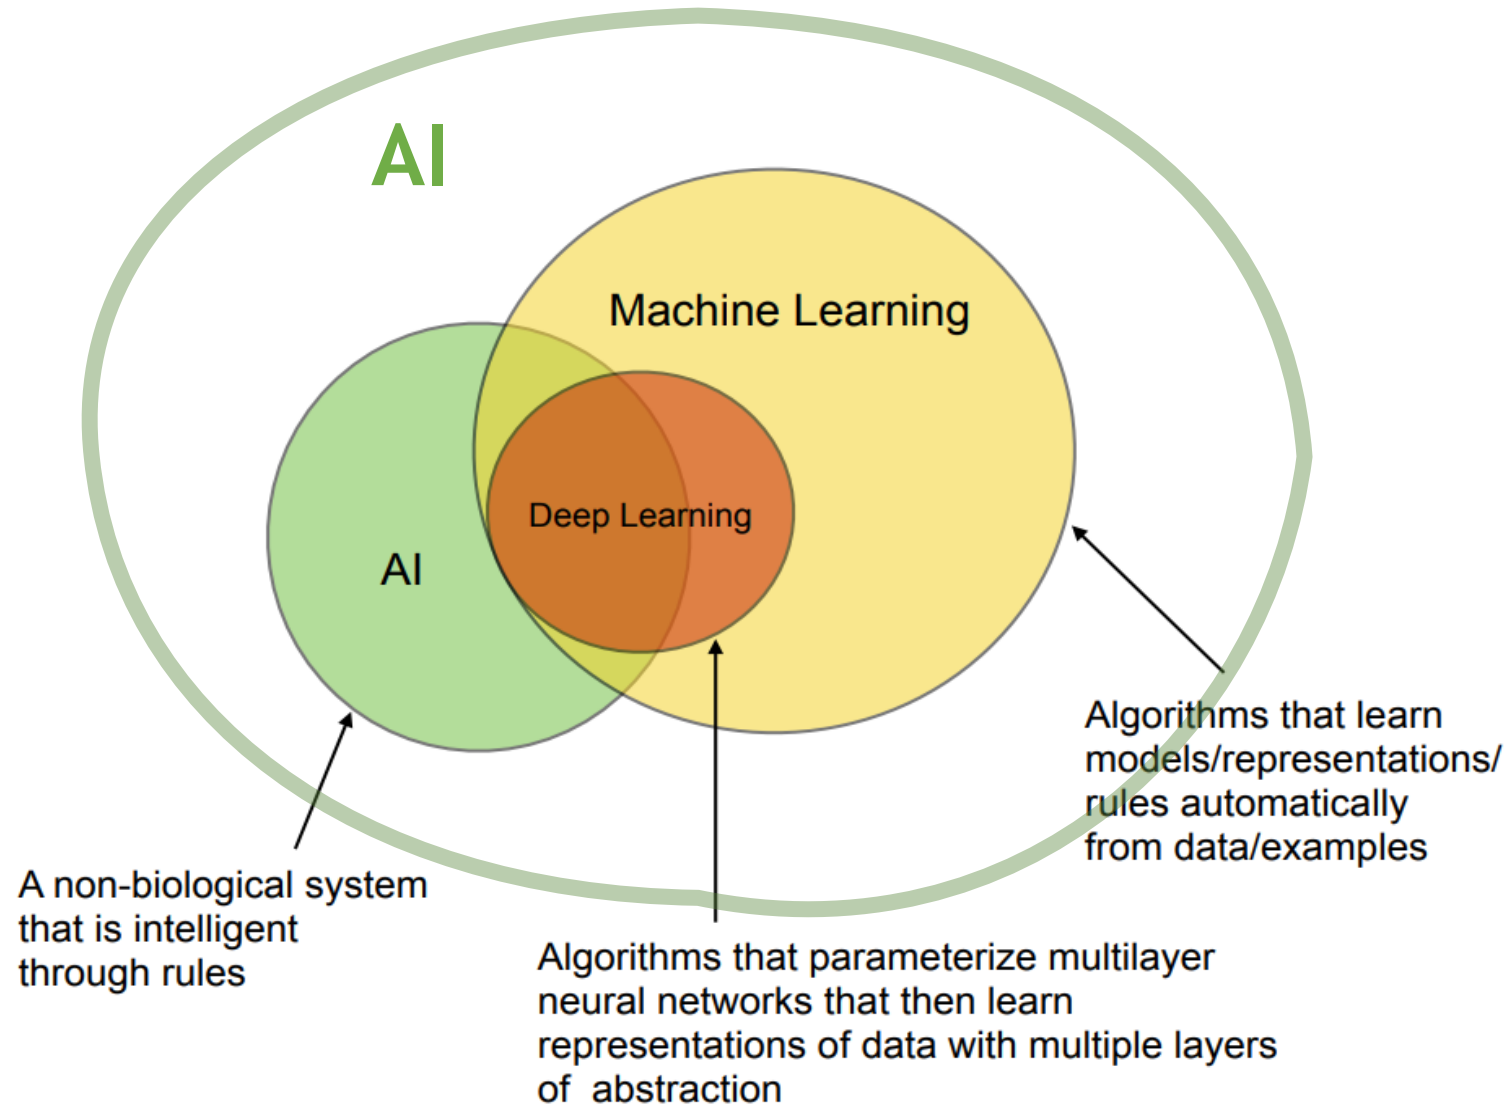 AI
Machine Learning
Deep Learning
AI
Algorithms that learn
models/representations/
rules automatically
from data/examples
A non-biological system
that is intelligent
through rules
Algorithms that parameterize multilayer
neural networks that then learn
representations of data with multiple layers
of abstraction